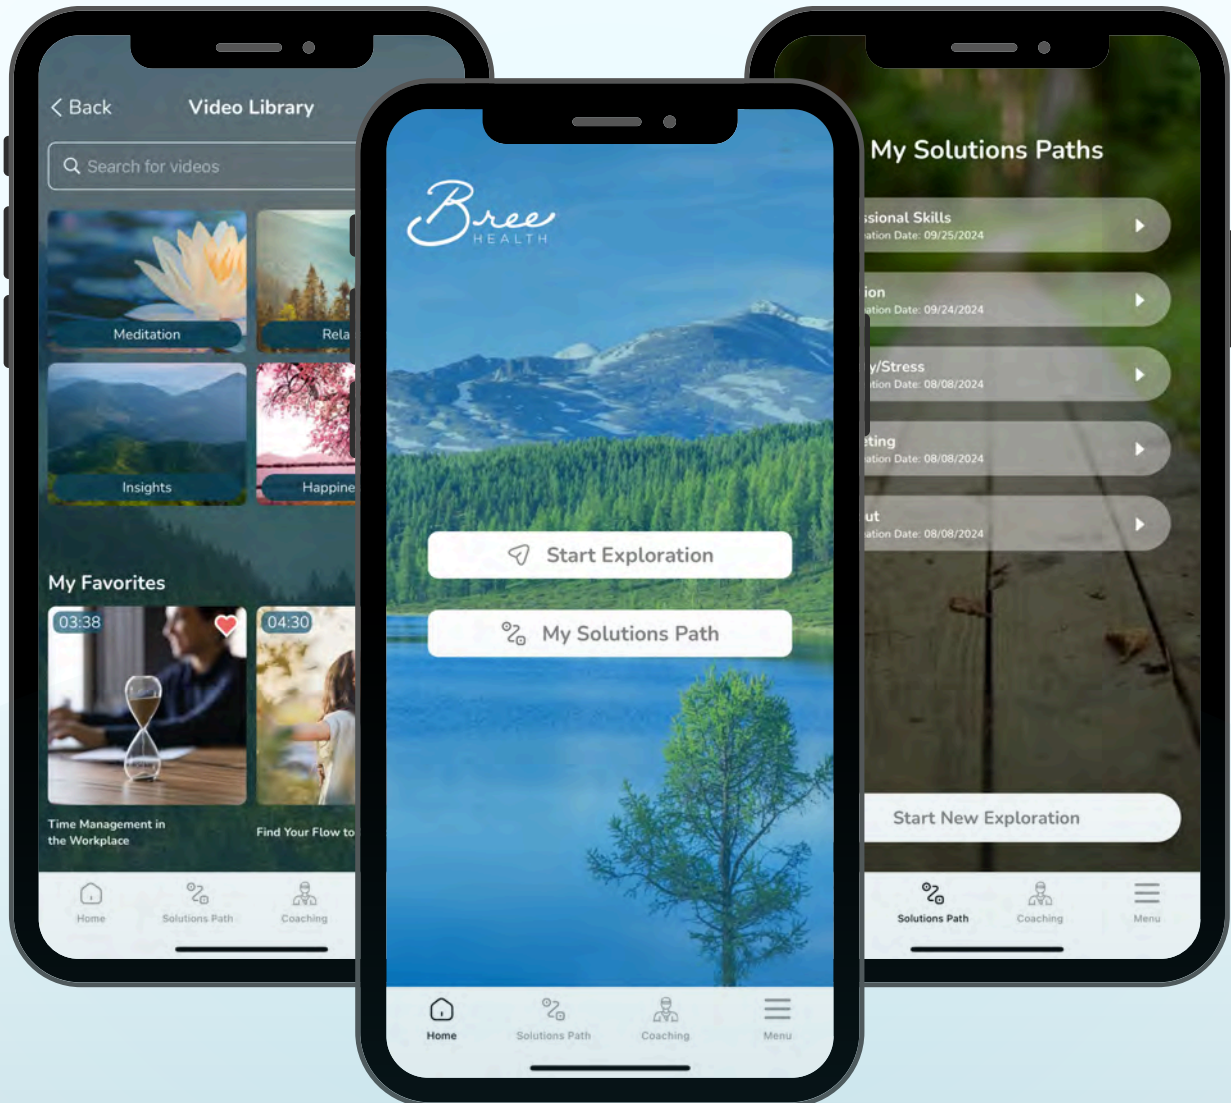 Back
Video Library
Search for videos
Meditation
Rela
Insights
Happine
My Favorites
03:38
04:30
Time Management in
the Workplace
Find Your Flow to
Home
Solutions Path
Coaching
Bree
HEALTH
Start Exploration
My Solutions Path
Home
Solutions Path
Coaching
Menu
My Solutions Paths
ssional Skills
ation Date: 09/25/2024
ion
ation Date: 09/24/2024
y/Stress
ation Date: 08/08/2024
eting
ation Date: 08/08/2024
ut
ation Date: 08/08/2024
Start New Exploration
Solutions Path
Coaching
Menu